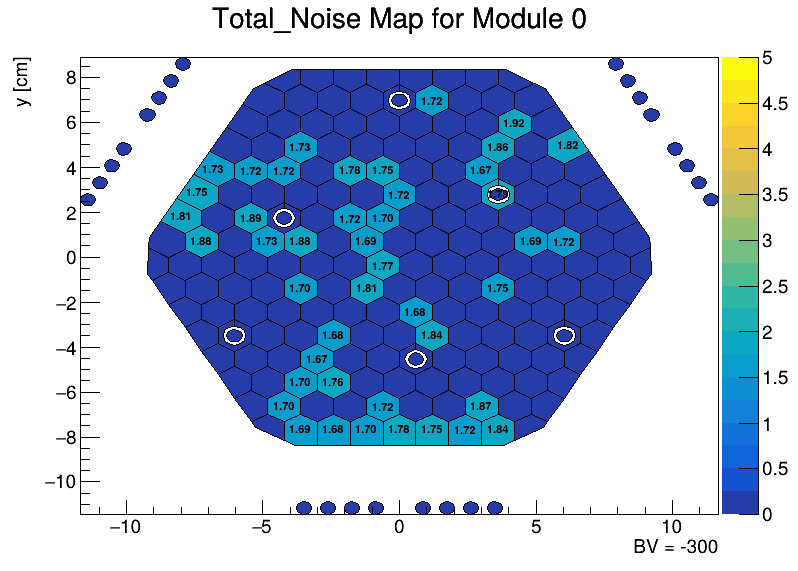 Total_Noise Map for Module 0
y [cm]
8
6
4
2
0
−2
−4
−6
−8
−10
1.72
1.92
1.73 1.86 1.82
1.73 1.72 1.72 1.78 1.75 1.67
1.75 1.72
1.81 1.89 1.72 1.70
1.88 1.73 1.88 1.69 1.69 1.72
1.77
1.70 1.81 1.75
1.68
1.68 1.84
1.67
1.70 1.76
1.70 1.72 1.87
1.69 1.68 1.70 1.78 1.75 1.72 1.84
−10 −5 0 5 10
BV = -300
5
4.5
4
3.5
3
2.5
2
1.5
1
0.5
0